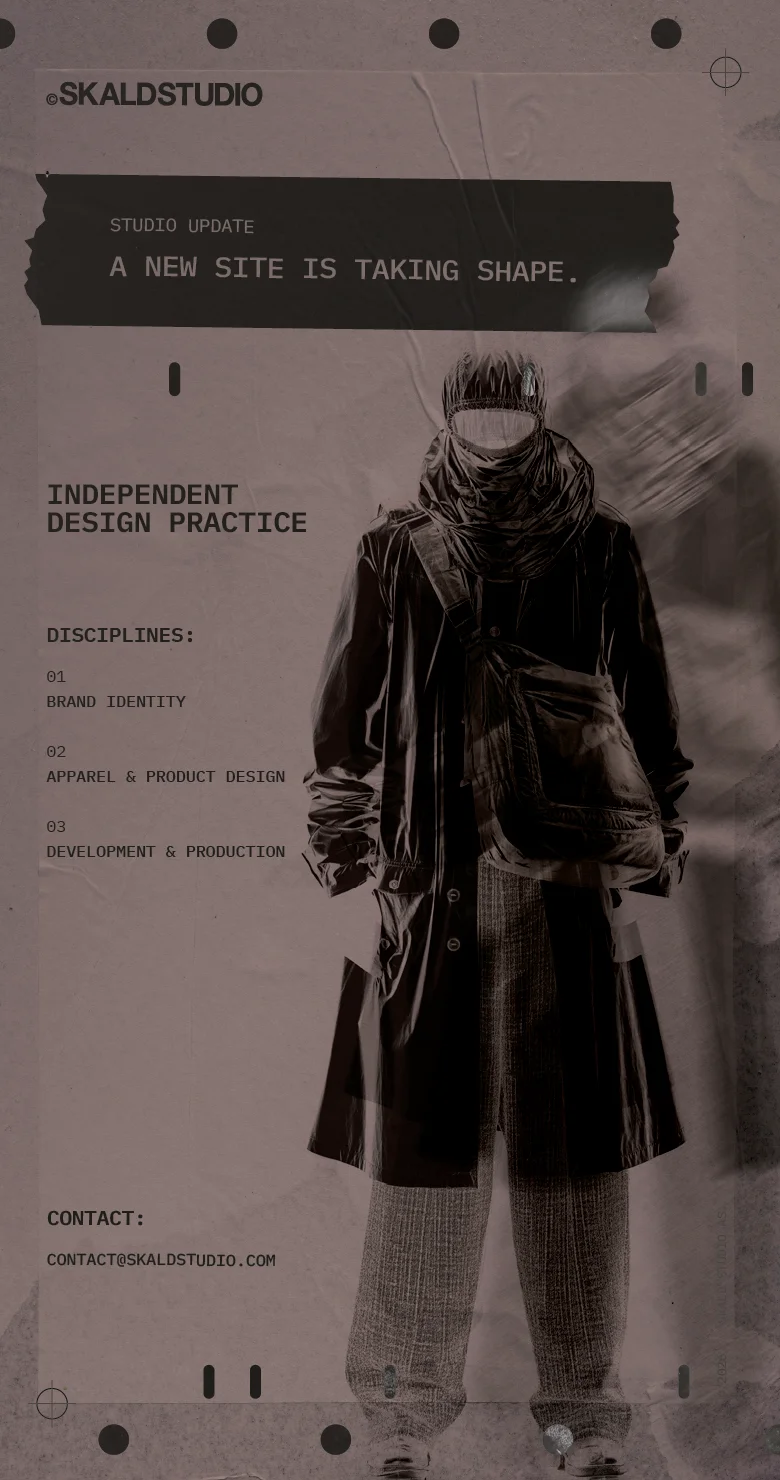 ©SKALDSTUDIO
STUDIO UPDATE
A NEW SITE IS TAKING SHAPE.
INDEPENDENT
DESIGN PRACTICE
DISCIPLINES:
01
BRAND IDENTITY
02
APPAREL & PRODUCT DESIGN
03
DEVELOPMENT & PRODUCTION
CONTACT:
CONTACT@SKALDSTUDIO.COM